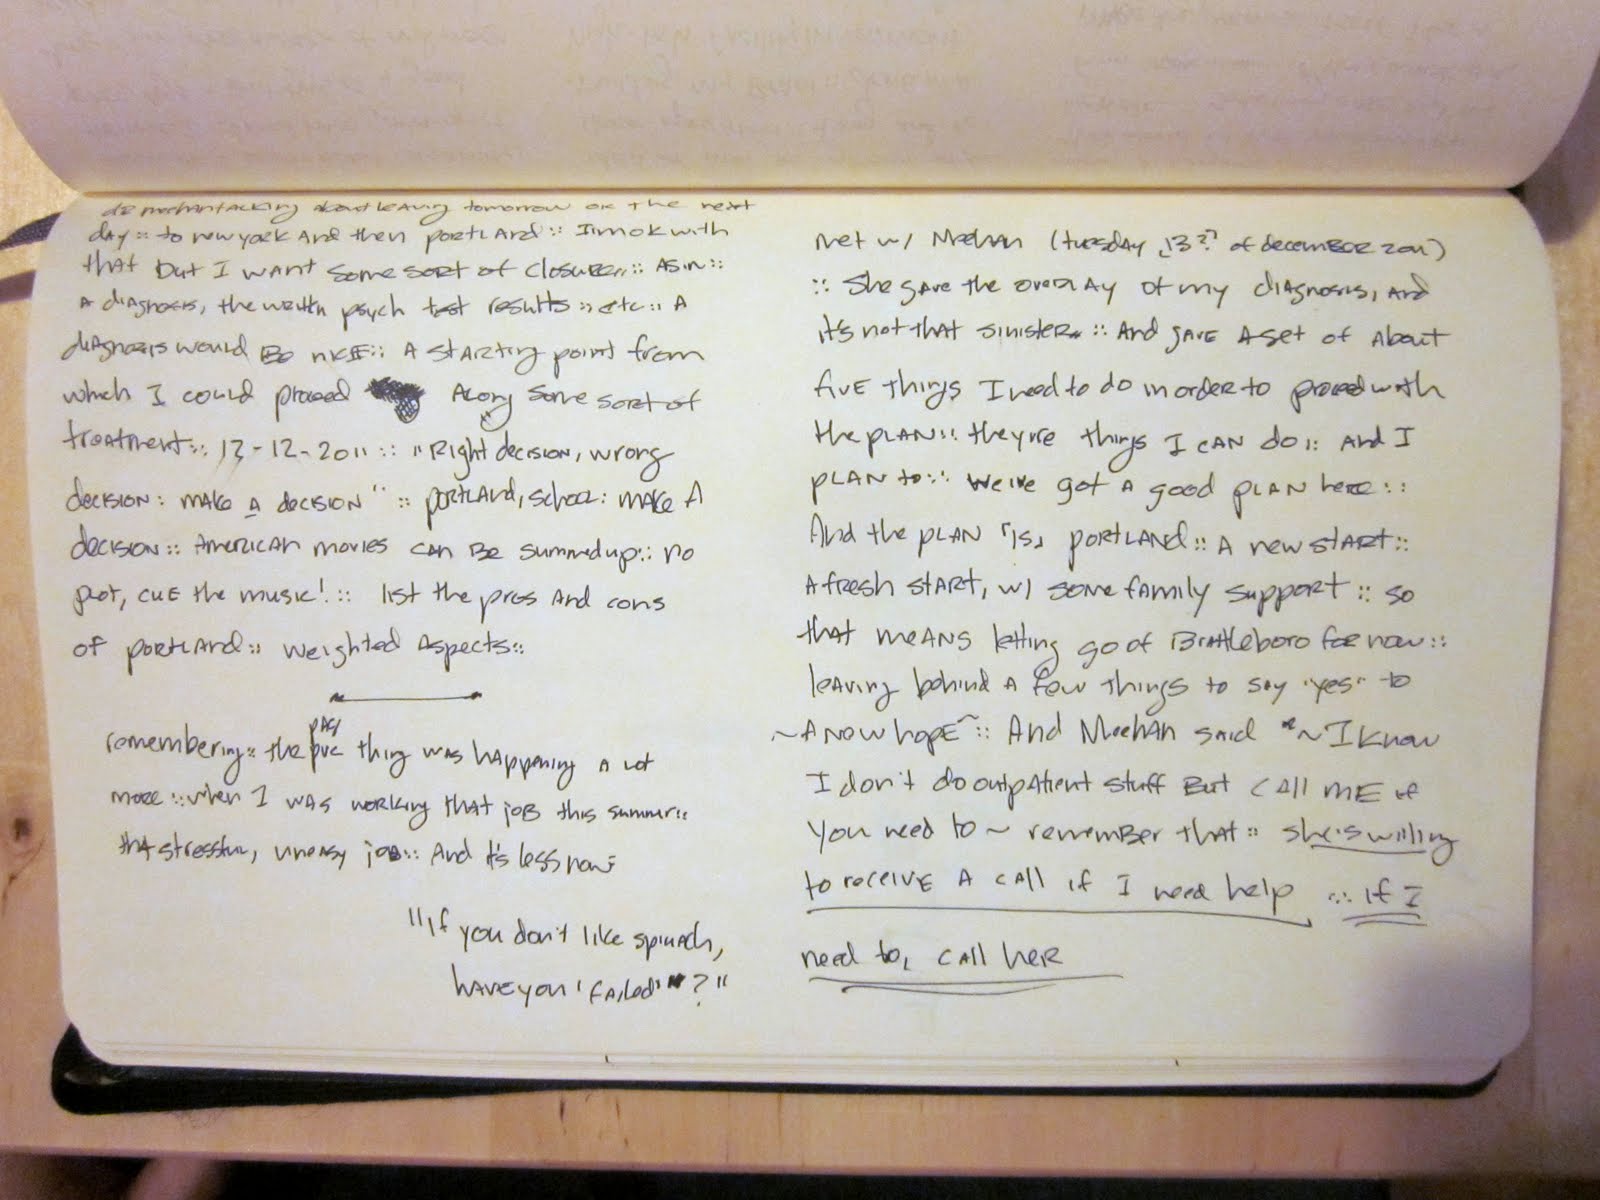 talking about leaving tomorrow or the next
day :: to new york and then portland :: I'm ok with
that but I want some sort of closure :: as in ::
a diagnosis, the written psych test results :: etc :: A
diagnosis would be nice :: a starting point from
which I could proceed along some sort of
treatment :: 13-12-2011 :: "Right decision, wrong
decision: make a decision" :: portland, school: make a
decision :: American movies can be summed up :: no
plot, cue the music! :: list the pros and cons
of portland :: weighted aspects ::
remembering :: the thing was happening a lot
more :: when I was working that job this summer ::
that stressful, uneasy job :: And it's less now :
"If you don't like spinach,
have you 'failed'?"
met w/ Meehan (tuesday, 13?? of december 2011)
:: She gave the overlay of my diagnosis, and
it's not that sinister :: And gave a set of about
five things I need to do in order to proceed with
the plan :: they're things I can do :: and I
plan to :: we've got a good plan here ::
And the plan "is" portland :: A new start ::
A fresh start, w/ some family support :: so
that means letting go of Brattleboro for now ::
leaving behind a few things to say "yes" to
~A now hope~ :: And Meehan said ~I know
I don't do outpatient stuff but call me if
you need to~ remember that :: she's willing
to receive a call if I need help :: if I
need to, call her